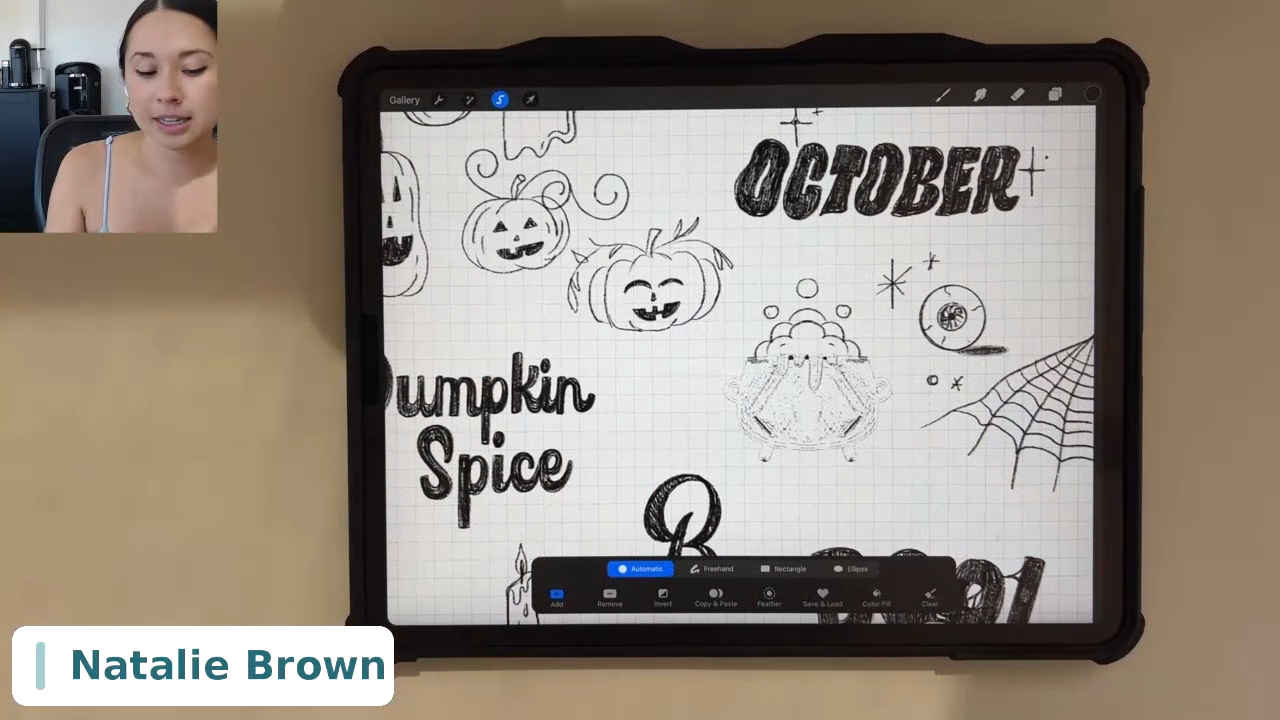 Gallery
OCTOBER
Pumpkin
Spice
B
Automatic Freehand Rectangle Ellipse
Add Remove Invert Copy & Paste Feather Save & Load Color Fill Clear
Natalie Brown